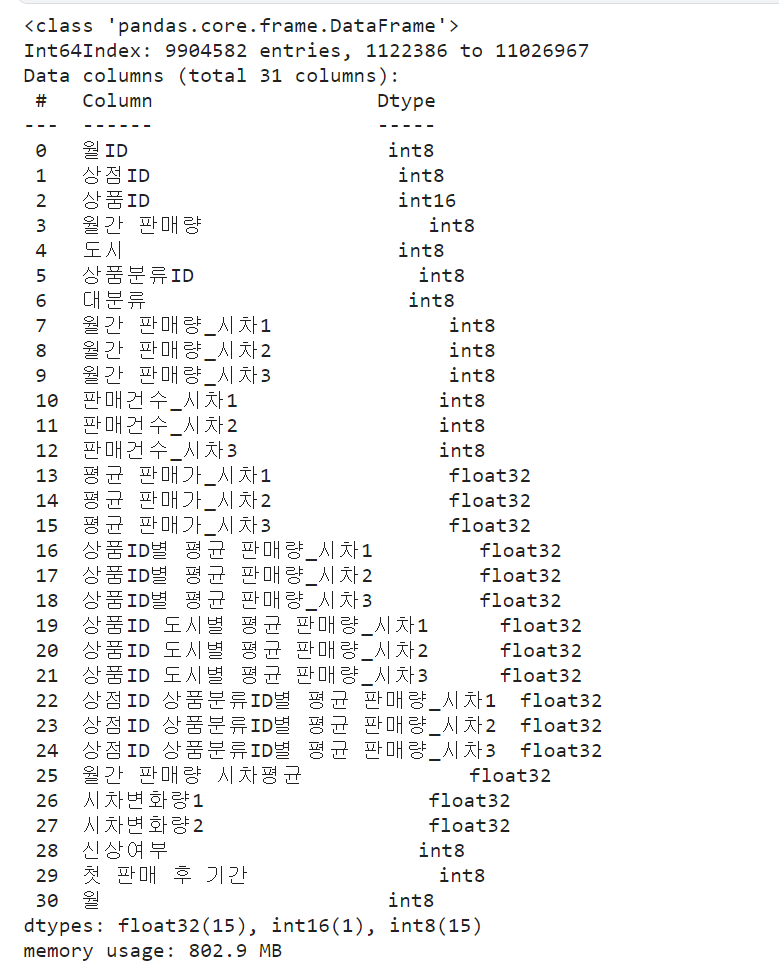 <class 'pandas.core.frame.DataFrame'>
Int64Index: 9904582 entries, 1122386 to 11026967
Data columns (total 31 columns):
 #   Column                      Dtype
---  ------                      -----
 0   월ID                         int8
 1   상점ID                        int8
 2   상품ID                        int16
 3   월간 판매량                      int8
 4   도시                          int8
 5   상품분류ID                      int8
 6   대분류                         int8
 7   월간 판매량_시차1                  int8
 8   월간 판매량_시차2                  int8
 9   월간 판매량_시차3                  int8
 10  판매건수_시차1                    int8
 11  판매건수_시차2                    int8
 12  판매건수_시차3                    int8
 13  평균 판매가_시차1                  float32
 14  평균 판매가_시차2                  float32
 15  평균 판매가_시차3                  float32
 16  상품ID별 평균 판매량_시차1            float32
 17  상품ID별 평균 판매량_시차2            float32
 18  상품ID별 평균 판매량_시차3            float32
 19  상품ID 도시별 평균 판매량_시차1        float32
 20  상품ID 도시별 평균 판매량_시차2        float32
 21  상품ID 도시별 평균 판매량_시차3        float32
 22  상점ID 상품분류ID별 평균 판매량_시차1  float32
 23  상점ID 상품분류ID별 평균 판매량_시차2  float32
 24  상점ID 상품분류ID별 평균 판매량_시차3  float32
 25  월간 판매량 시차평균                 float32
 26  시차변화량1                      float32
 27  시차변화량2                      float32
 28  신상여부                        int8
 29  첫 판매 후 기간                   int8
 30  월                           int8
dtypes: float32(15), int16(1), int8(15)
memory usage: 802.9 MB